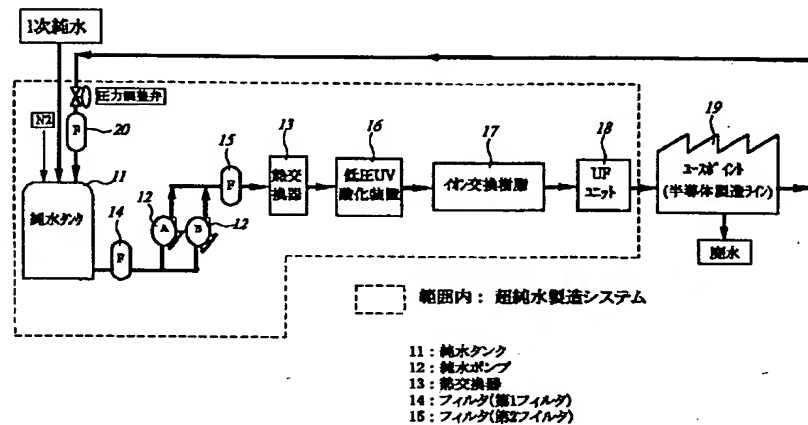 1次純水
圧力調整弁
N2
F
20
11
純水タンク
14
F
12
A
B
12
15
F
13
熱交換器
16
低圧UV
酸化装置
17
イオン交換樹脂
18
UF
ユニット
19
ユースポイント
(半導体製造ライン)
廃水
範囲内： 超純水製造システム
11：純水タンク
12：純水ポンプ
13：熱交換器
14：フィルタ(第1フィルタ)
15：フィルタ(第2フイルタ)